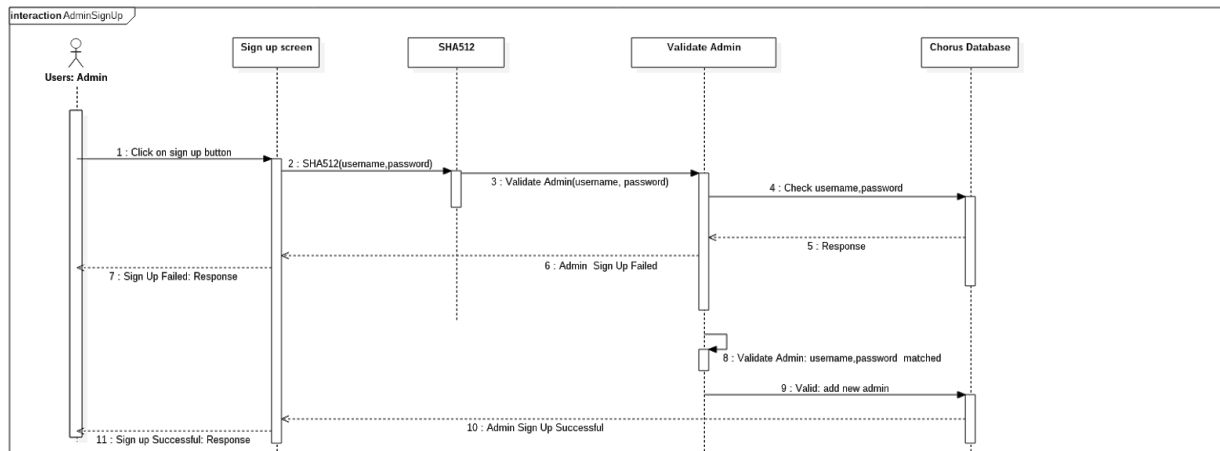 interaction AdminSignUp
Users: Admin
Sign up screen
SHA512
Validate Admin
Chorus Database
1 : Click on sign up button
2 : SHA512(username,password)
3 : Validate Admin(username, password)
4 : Check username,password
5 : Response
6 : Admin Sign Up Failed
7 : Sign Up Failed: Response
8 : Validate Admin: username,password matched
9 : Valid: add new admin
10 : Admin Sign Up Successful
11 : Sign up Successful: Response